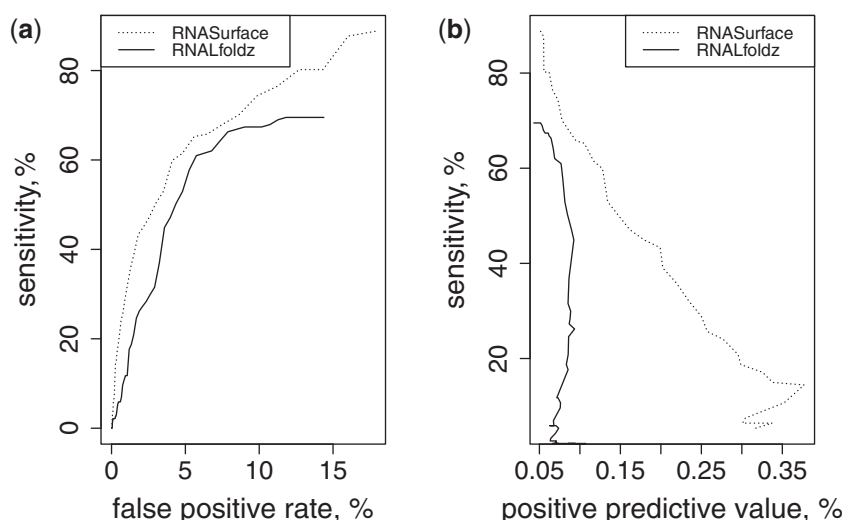 (a)
RNASurface
RNALfoldz
sensitivity, %
0
20
40
60
80
0
5
10
15
false positive rate, %
(b)
RNASurface
RNALfoldz
sensitivity, %
20
40
60
80
0.05
0.15
0.25
0.35
positive predictive value, %